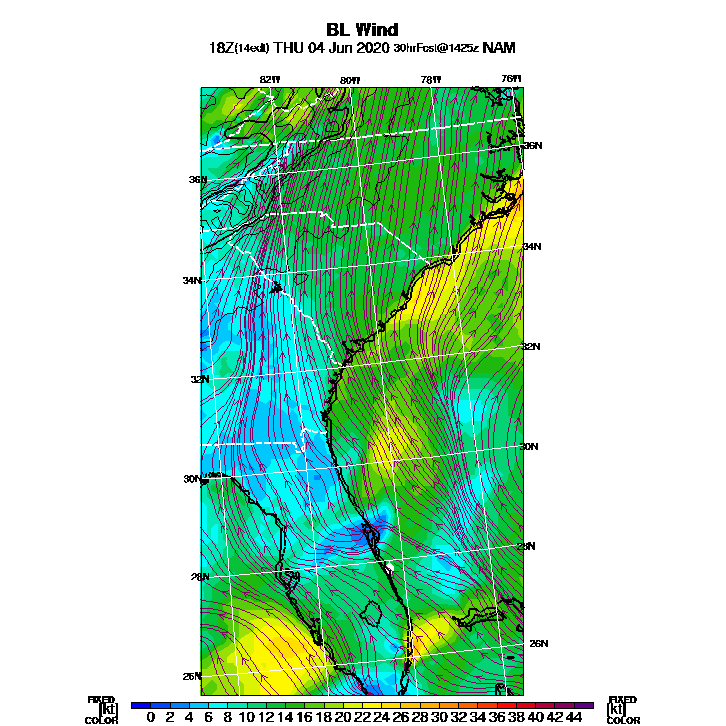 BL Wind
18Z(14edt) THU 04 Jun 2020 30hrFcst@1425z NAM
82W 80W 78W 76W
36N
36N
34N
34N
32N
32N
30N
30N
28N
28N
26N
26N
FIXED FIXED
[kt] 0 2 4 6 8 10 12 14 16 18 20 22 24 26 28 30 32 34 36 38 40 42 44 [kt]
COLOR COLOR